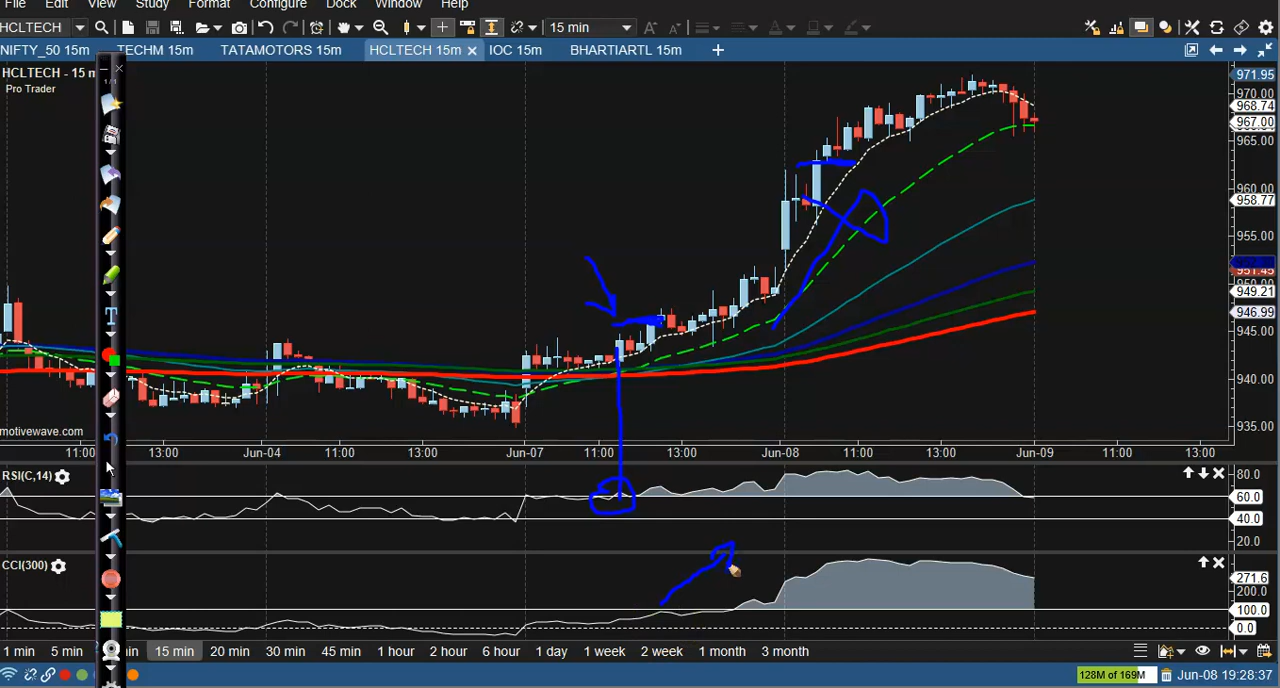 File Edit View Study Format Configure Dock Window Help
HCLTECH 15 min
NIFTY_50 15m TECHM 15m TATAMOTORS 15m HCLTECH 15m IOC 15m BHARTIARTL 15m
HCLTECH - 15 m
Pro Trader
1/1
971.95
970.00
968.74
967.00
965.00
960.00
958.77
955.00
951.45
949.21
946.99
945.00
940.00
935.00
motivewave.com
11:00 13:00 Jun-04 11:00 13:00 Jun-07 11:00 13:00 Jun-08 11:00 13:00 Jun-09 11:00 13:00
RSI(C,14)
80.0
60.0
40.0
20.0
CCI(300)
271.6
200.0
100.0
0.0
1 min 5 min in 15 min 20 min 30 min 45 min 1 hour 2 hour 6 hour 1 day 1 week 2 week 1 month 3 month
128M of 169M Jun-08 19:28:37